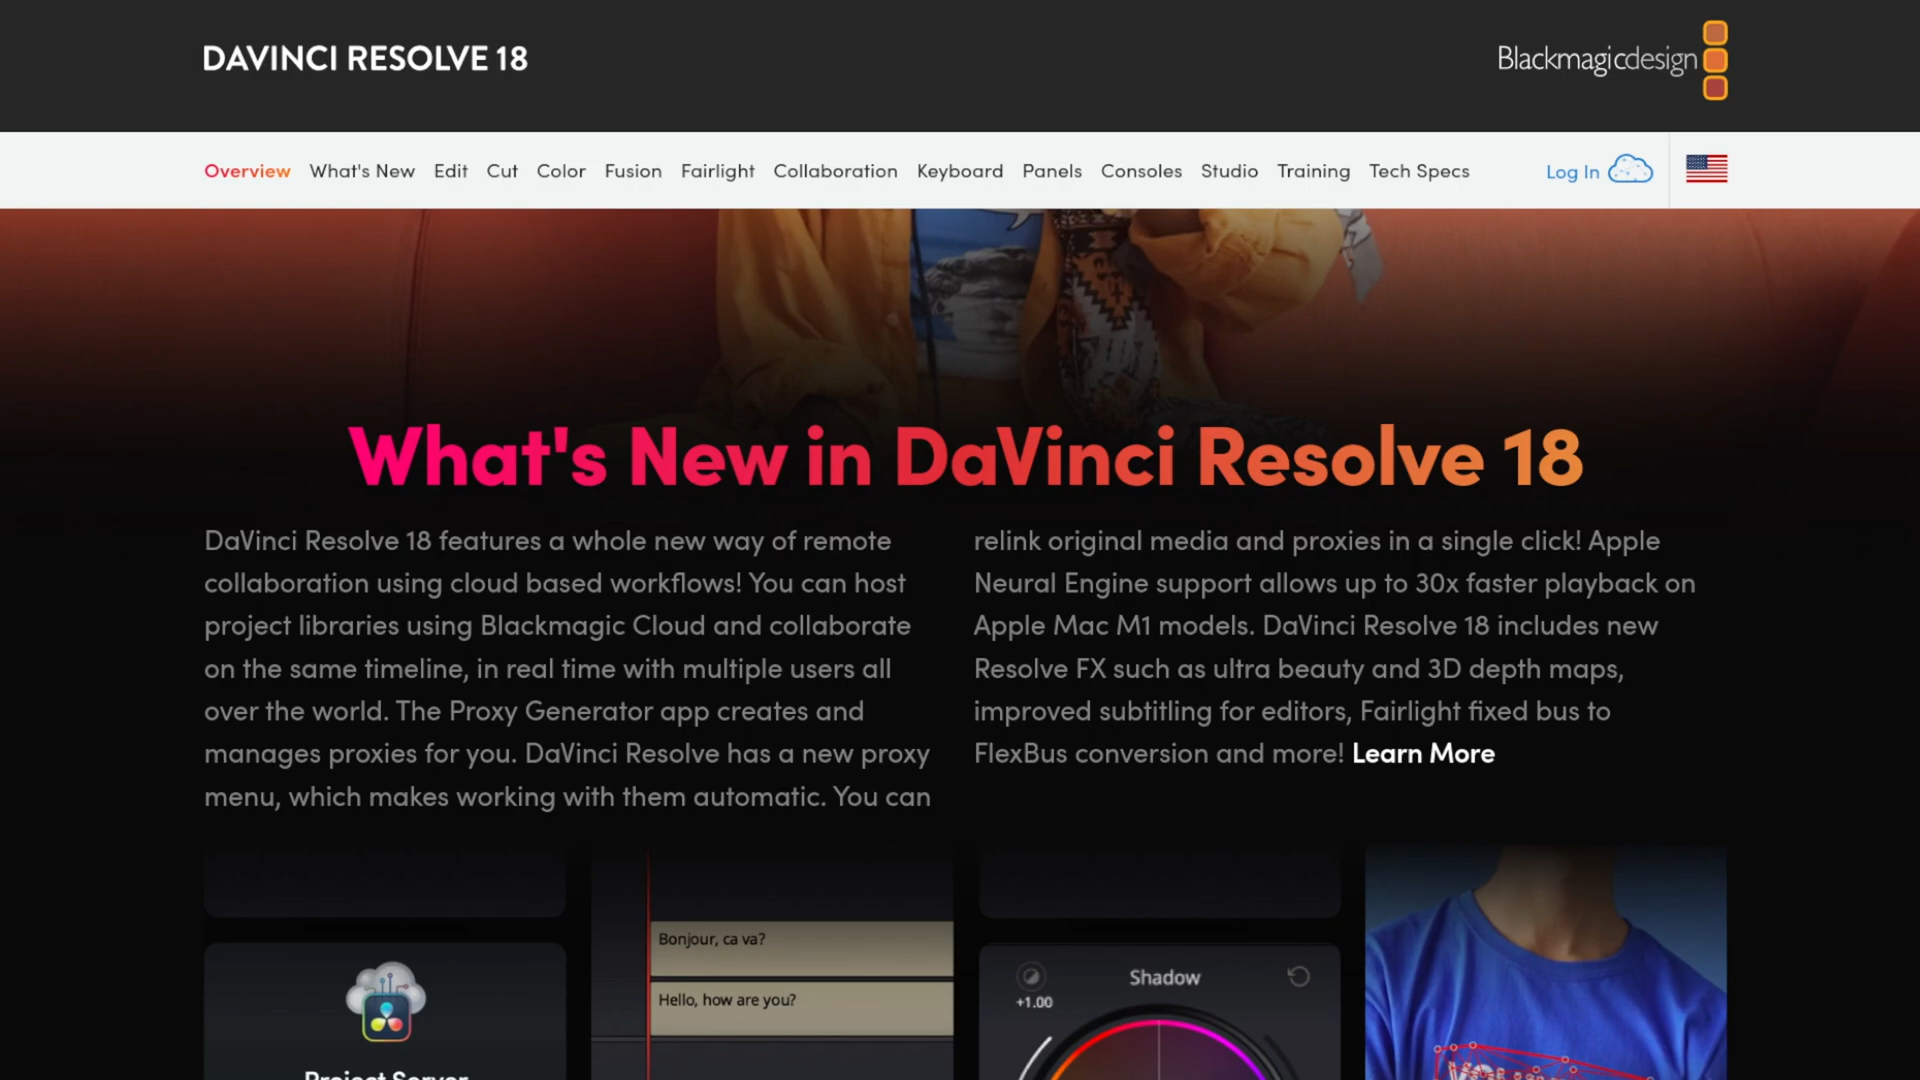 DAVINCI RESOLVE 18
Blackmagicdesign
Overview What's New Edit Cut Color Fusion Fairlight Collaboration Keyboard Panels Consoles Studio Training Tech Specs Log In
What's New in DaVinci Resolve 18
DaVinci Resolve 18 features a whole new way of remote
collaboration using cloud based workflows! You can host
project libraries using Blackmagic Cloud and collaborate
on the same timeline, in real time with multiple users all
over the world. The Proxy Generator app creates and
manages proxies for you. DaVinci Resolve has a new proxy
menu, which makes working with them automatic. You can
relink original media and proxies in a single click! Apple
Neural Engine support allows up to 30x faster playback on
Apple Mac M1 models. DaVinci Resolve 18 includes new
Resolve FX such as ultra beauty and 3D depth maps,
improved subtitling for editors, Fairlight fixed bus to
FlexBus conversion and more! Learn More
Project Server
Bonjour, ca va?
Hello, how are you?
Shadow
+1.00